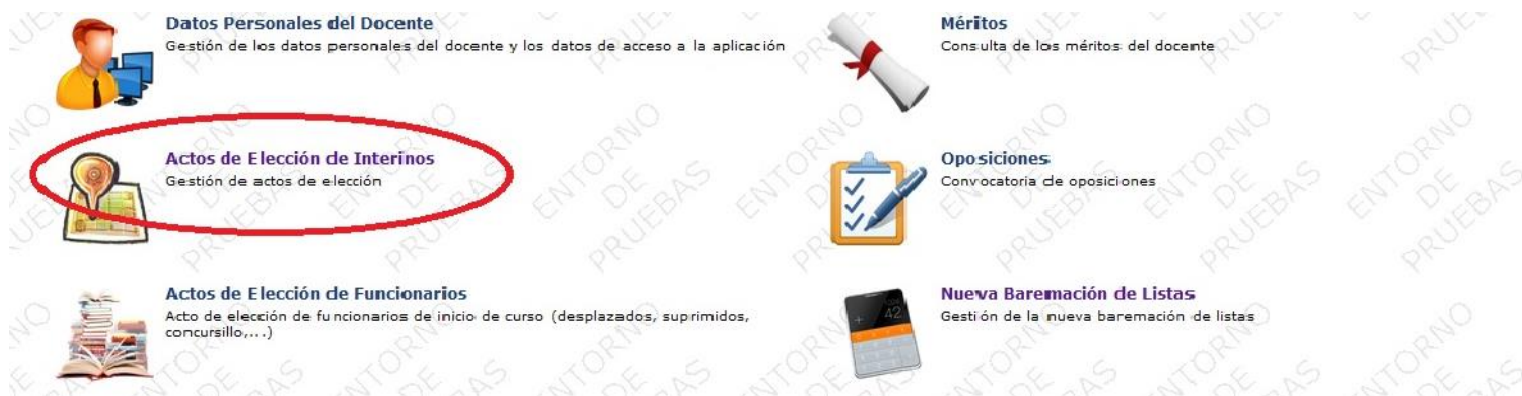 Datos Personales del Docente
Gestión de los datos personales del docente y los datos de acceso a la aplicación
Méritos
Consulta de los méritos del docente
Actos de Elección de Interinos
Gestión de actos de elección
Oposiciones
Convocatoria de oposiciones
Actos de Elección de Funcionarios
Acto de elección de funcionarios de inicio de curso (desplazados, suprimidos,
comcursillo,...)
Nueva Baremación de Listas
Gestión de la nueva baremación de listas
+ 42
ENTORNO
DE
PRUEBAS